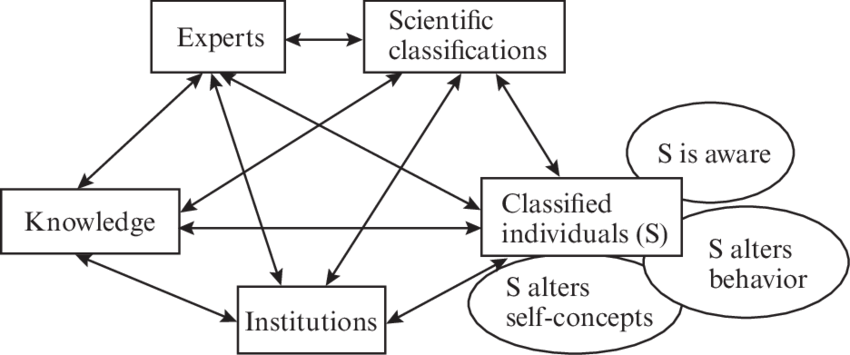 Experts
Scientific
classifications
S is aware
Knowledge
Classified
individuals (S)
S alters
behavior
S alters
self-concepts
Institutions